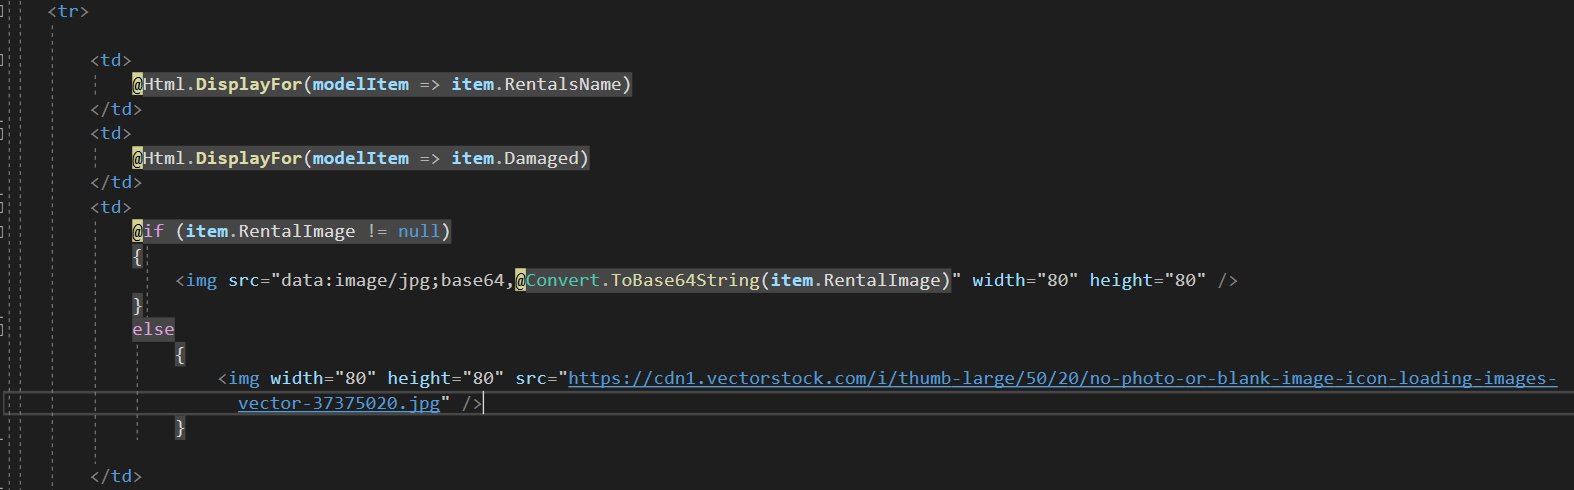 <tr>
<td>
@Html.DisplayFor(modelItem => item.RentalsName)
</td>
<td>
@Html.DisplayFor(modelItem => item.Damaged)
</td>
<td>
@if (item.RentalImage != null)
{
<img src="data:image/jpg;base64,@Convert.ToBase64String(item.RentalImage)" width="80" height="80" />
}
else
{
<img width="80" height="80" src="https://cdn1.vectorstock.com/i/thumb-large/50/20/no-photo-or-blank-image-icon-loading-images-
vector-37375020.jpg" />
}
</td>